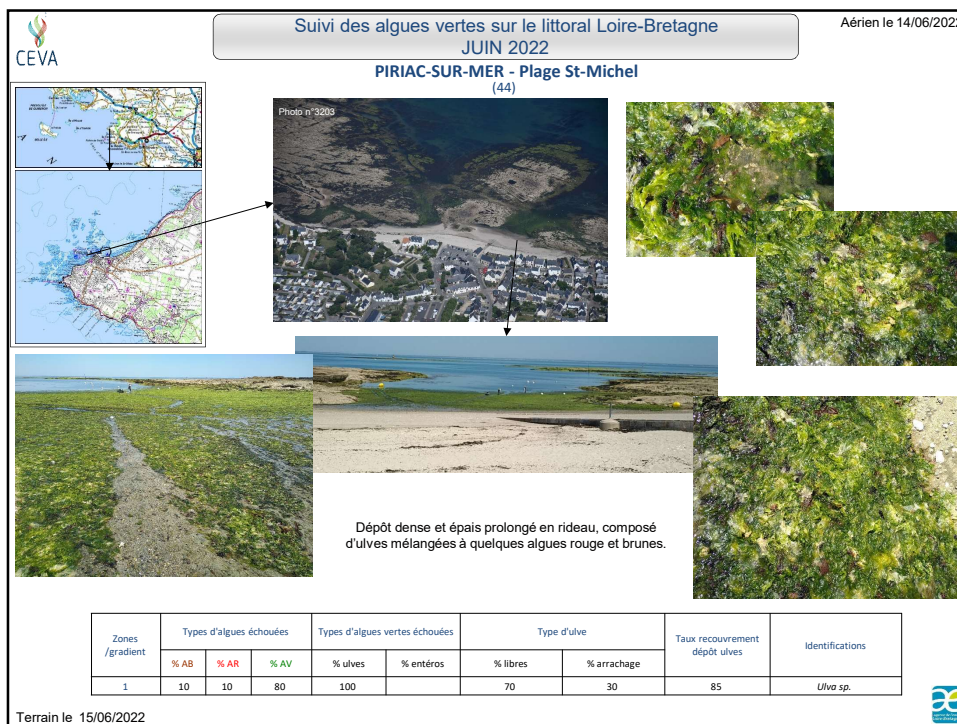 CEVA
Suivi des algues vertes sur le littoral Loire-Bretagne
JUIN 2022
Aérien le 14/06/2022
PIRIAC-SUR-MER - Plage St-Michel
(44)
Photo n°3203
Dépôt dense et épais prolongé en rideau, composé
d'ulves mélangées à quelques algues rouge et brunes.
Zones /gradient Types d'algues échouées Types d'algues vertes échouées Type d'ulve Taux recouvrement dépôt ulves Identifications
% AB % AR % AV % ulves % entéros % libres % arrachage
1 10 10 80 100 70 30 85 Ulva sp.
Terrain le 15/06/2022